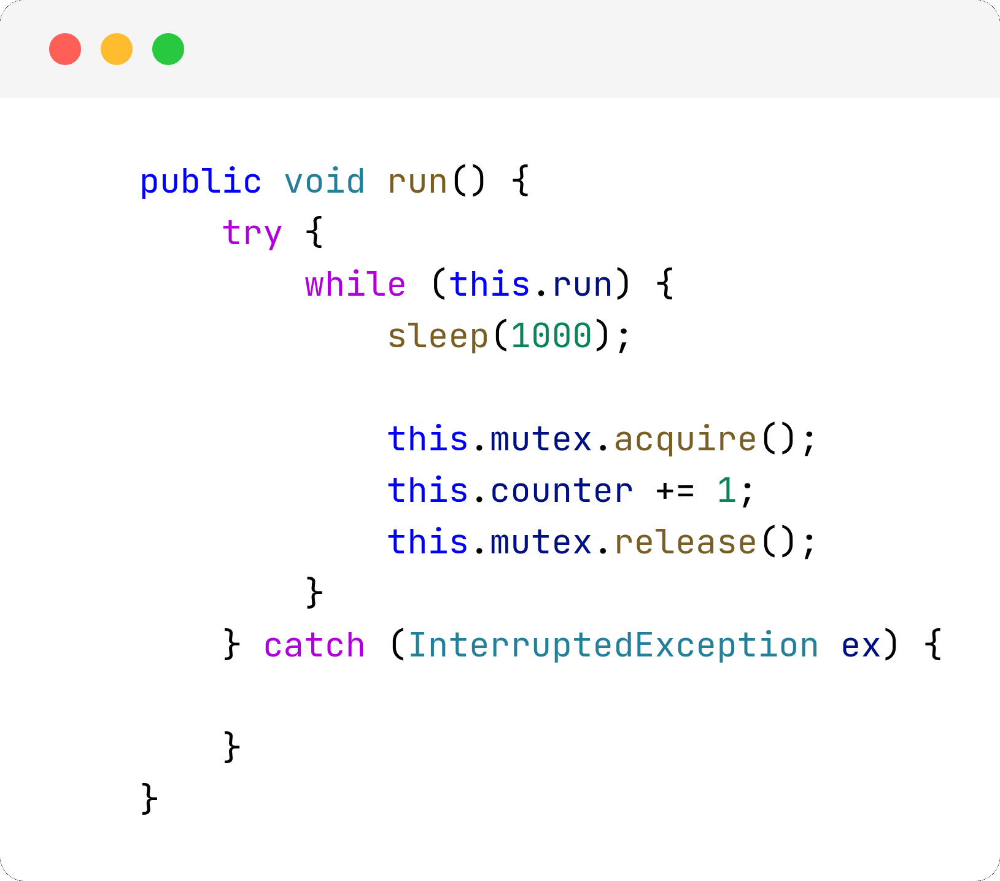 public void run() {
    try {
        while (this.run) {
            sleep(1000);

            this.mutex.acquire();
            this.counter += 1;
            this.mutex.release();
        }
    } catch (InterruptedException ex) {

    }
}